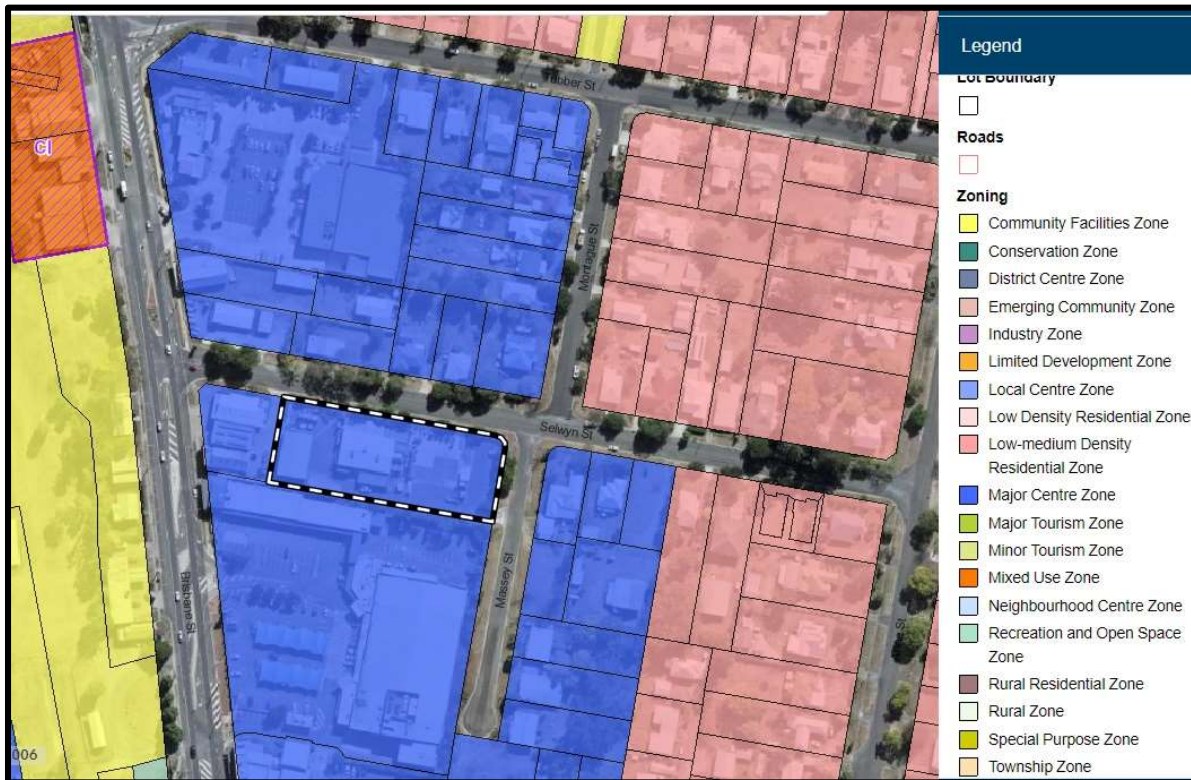 Legend
Lot Boundary
Roads
Zoning
Community Facilities Zone
Conservation Zone
District Centre Zone
Emerging Community Zone
Industry Zone
Limited Development Zone
Local Centre Zone
Low Density Residential Zone
Low-medium Density
Residential Zone
Major Centre Zone
Major Tourism Zone
Minor Tourism Zone
Mixed Use Zone
Neighbourhood Centre Zone
Recreation and Open Space
Zone
Rural Residential Zone
Rural Zone
Special Purpose Zone
Township Zone
CI
Tubber St
Montague St
Selwyn St
Massey St
Brisbane St
006